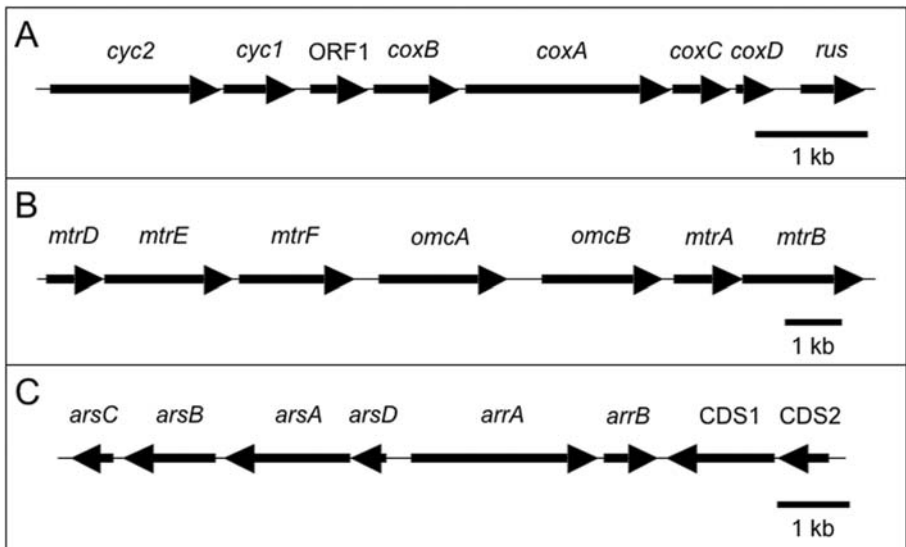 A
cyc2 cyc1 ORF1 coxB coxA coxC coxD rus
1 kb
B
mtrD mtrE mtrF omcA omcB mtrA mtrB
1 kb
C
arsC arsB arsA arsD arrA arrB CDS1 CDS2
1 kb